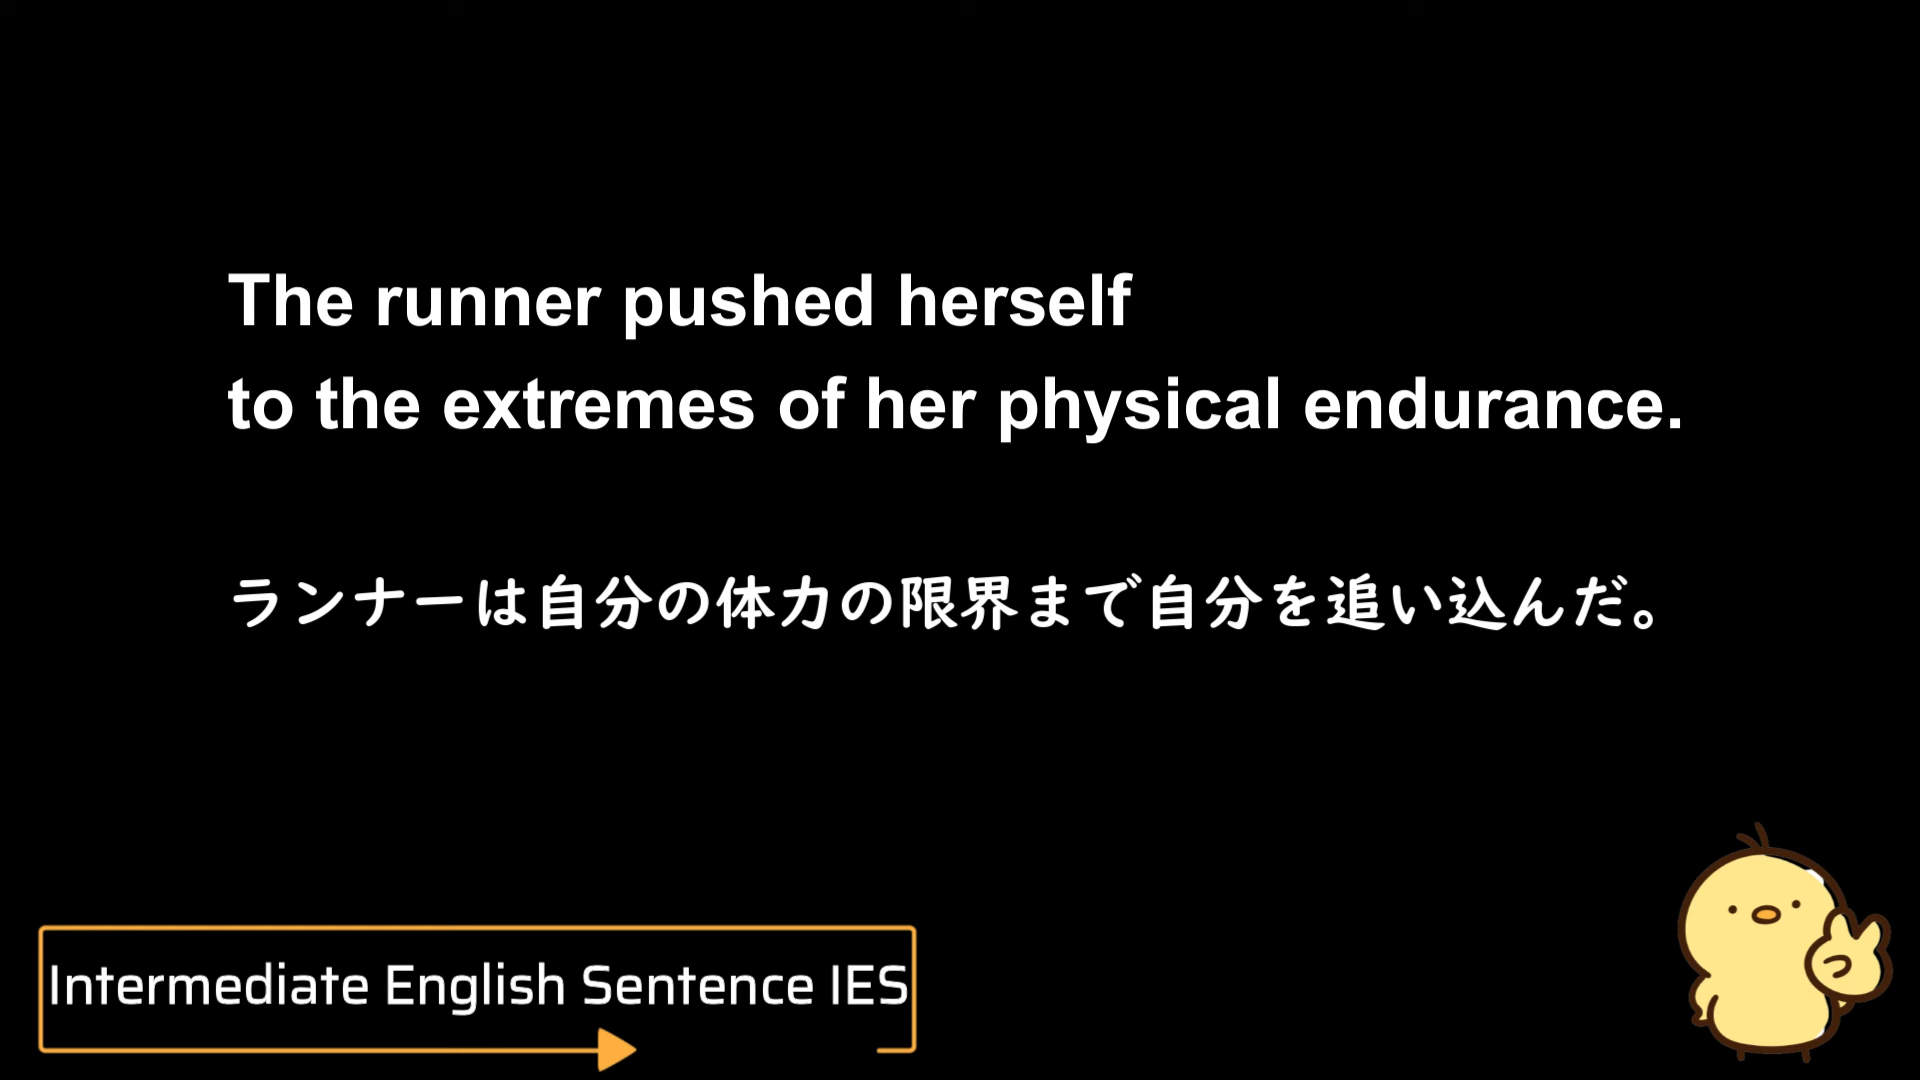 The runner pushed herself
to the extremes of her physical endurance.
ランナーは自分の体力の限界まで自分を追い込んだ。
Intermediate English Sentence IES